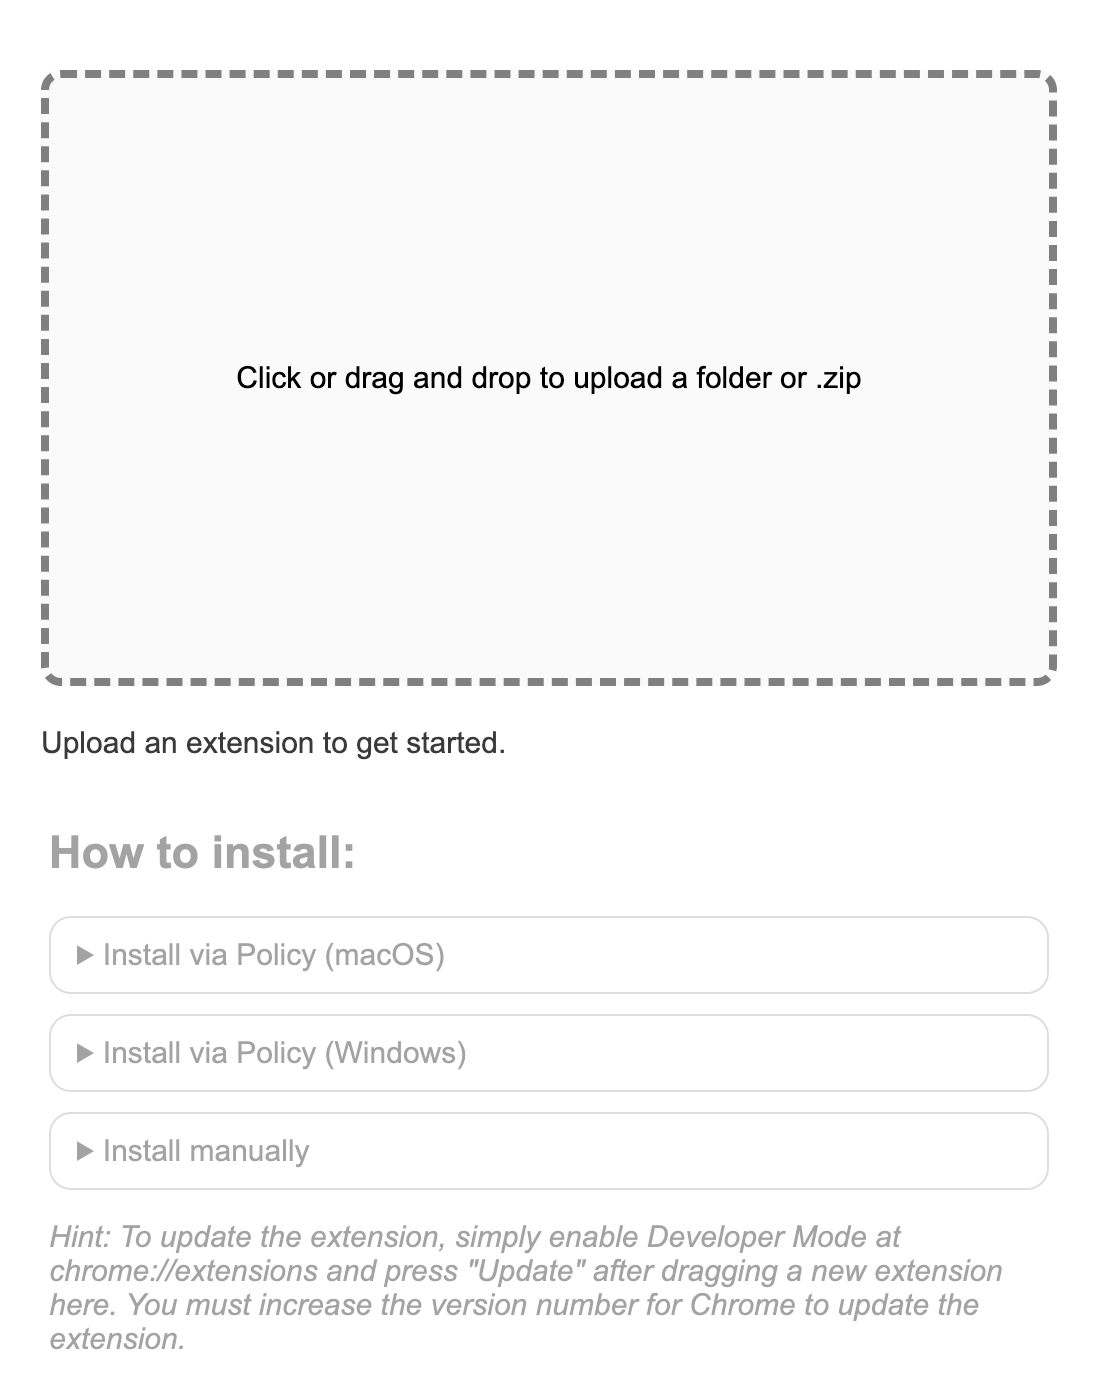 Click or drag and drop to upload a folder or .zip
Upload an extension to get started.
How to install:
Install via Policy (macOS)
Install via Policy (Windows)
Install manually
Hint: To update the extension, simply enable Developer Mode at
chrome://extensions and press "Update" after dragging a new extension
here. You must increase the version number for Chrome to update the
extension.